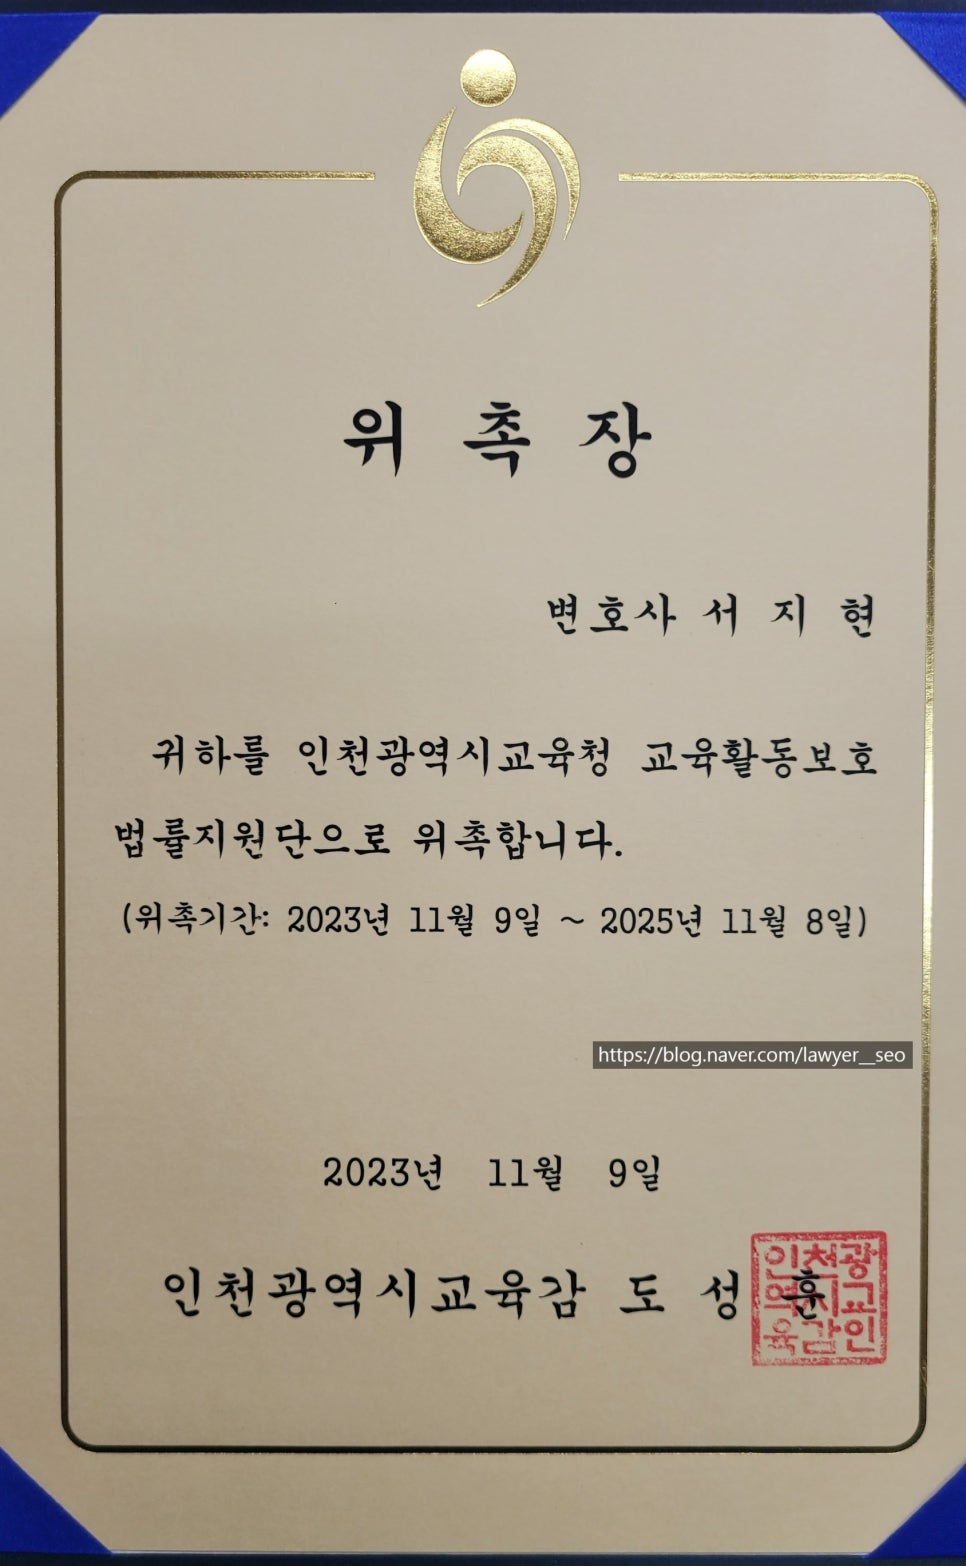 위 촉 장
변호사 서 지 현
귀하를 인천광역시교육청 교육활동보호
법률지원단으로 위촉합니다.
(위촉기간: 2023년 11월 9일 ~ 2025년 11월 8일)
https://blog.naver.com/lawyer__seo
2023년 11월 9일
인천광역시교육감 도 성 훈
인천광
역시교
육감인